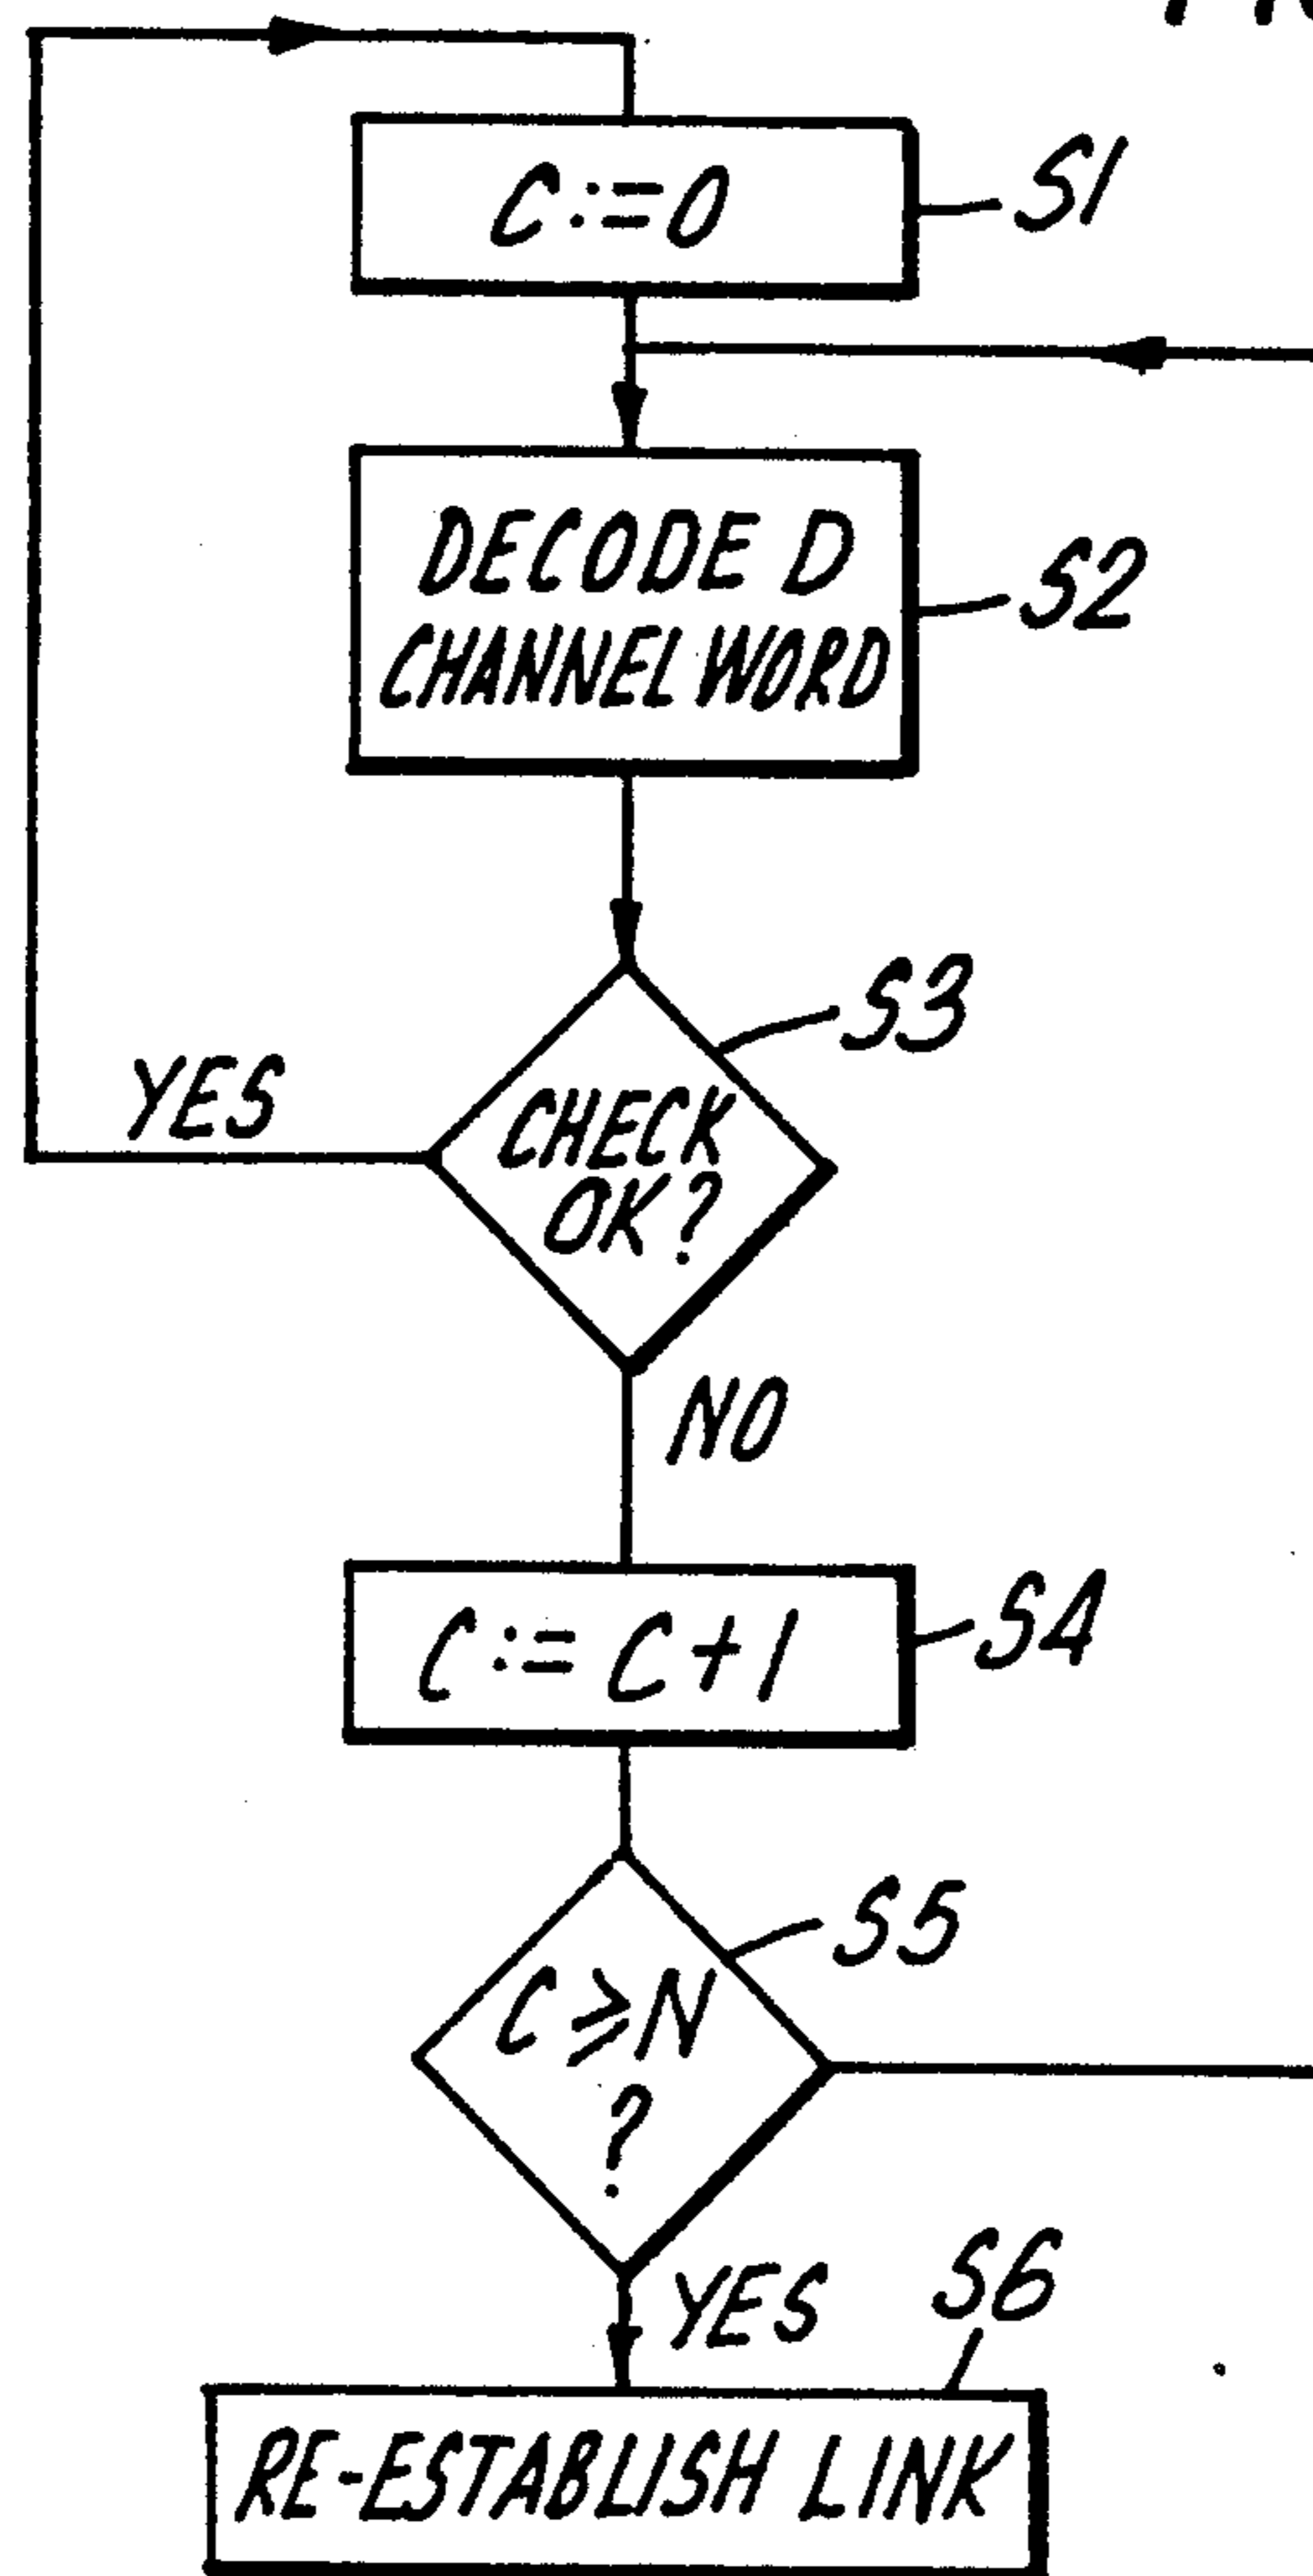 C:=0
S1
DECODE D
CHANNEL WORD
S2
S3
CHECK
OK?
YES
NO
C:=C+1
S4
S5
C⩾N
?
YES
S6
RE-ESTABLISH LINK